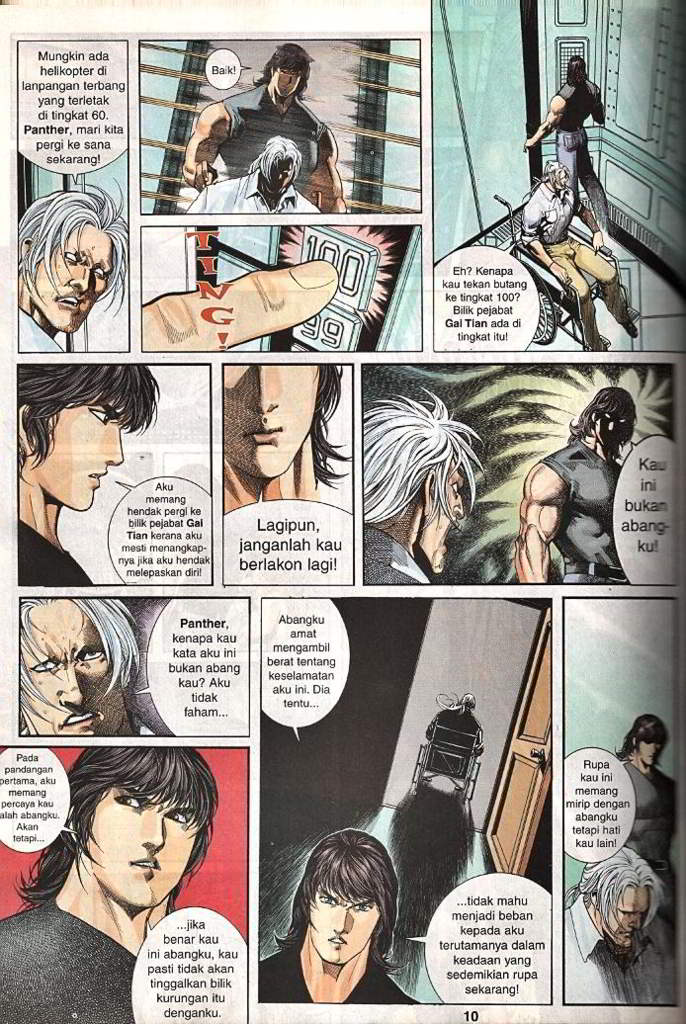 Mungkin ada
helikopter di
lanpangan terbang
yang terletak
di tingkat 60.
Panther, mari kita
pergi ke sana
sekarang!
Baik!
TING!
100
99
Eh? Kenapa
kau tekan butang
ke tingkat 100?
Bilik pejabat
Gai Tian ada di
tingkat itu!
Aku
memang
hendak pergi ke
bilik pejabat Gai
Tian kerana aku
mesti menangkap-
nya jika aku hendak
melepaskan diri!
Lagipun,
janganlah kau
berlakon lagi!
Kau
ini
bukan
abang-
ku!
Panther,
kenapa kau
kata aku ini
bukan abang
kau? Aku
tidak
faham...
Pada
pandangan
pertama, aku
memang
percaya kau
alah abangku.
Akan
tetapi...
...jika
benar kau
ini abangku, kau
pasti tidak akan
tinggalkan bilik
kurungan itu
denganku.
Abangku
amat
mengambil
berat tentang
keselamatan
aku ini. Dia
tentu...
...tidak mahu
menjadi beban
kepada aku
terutamanya dalam
keadaan yang
sedemikian rupa
sekarang!
Rupa
kau ini
memang
mirip dengan
abangku
tetapi hati
kau lain!
10